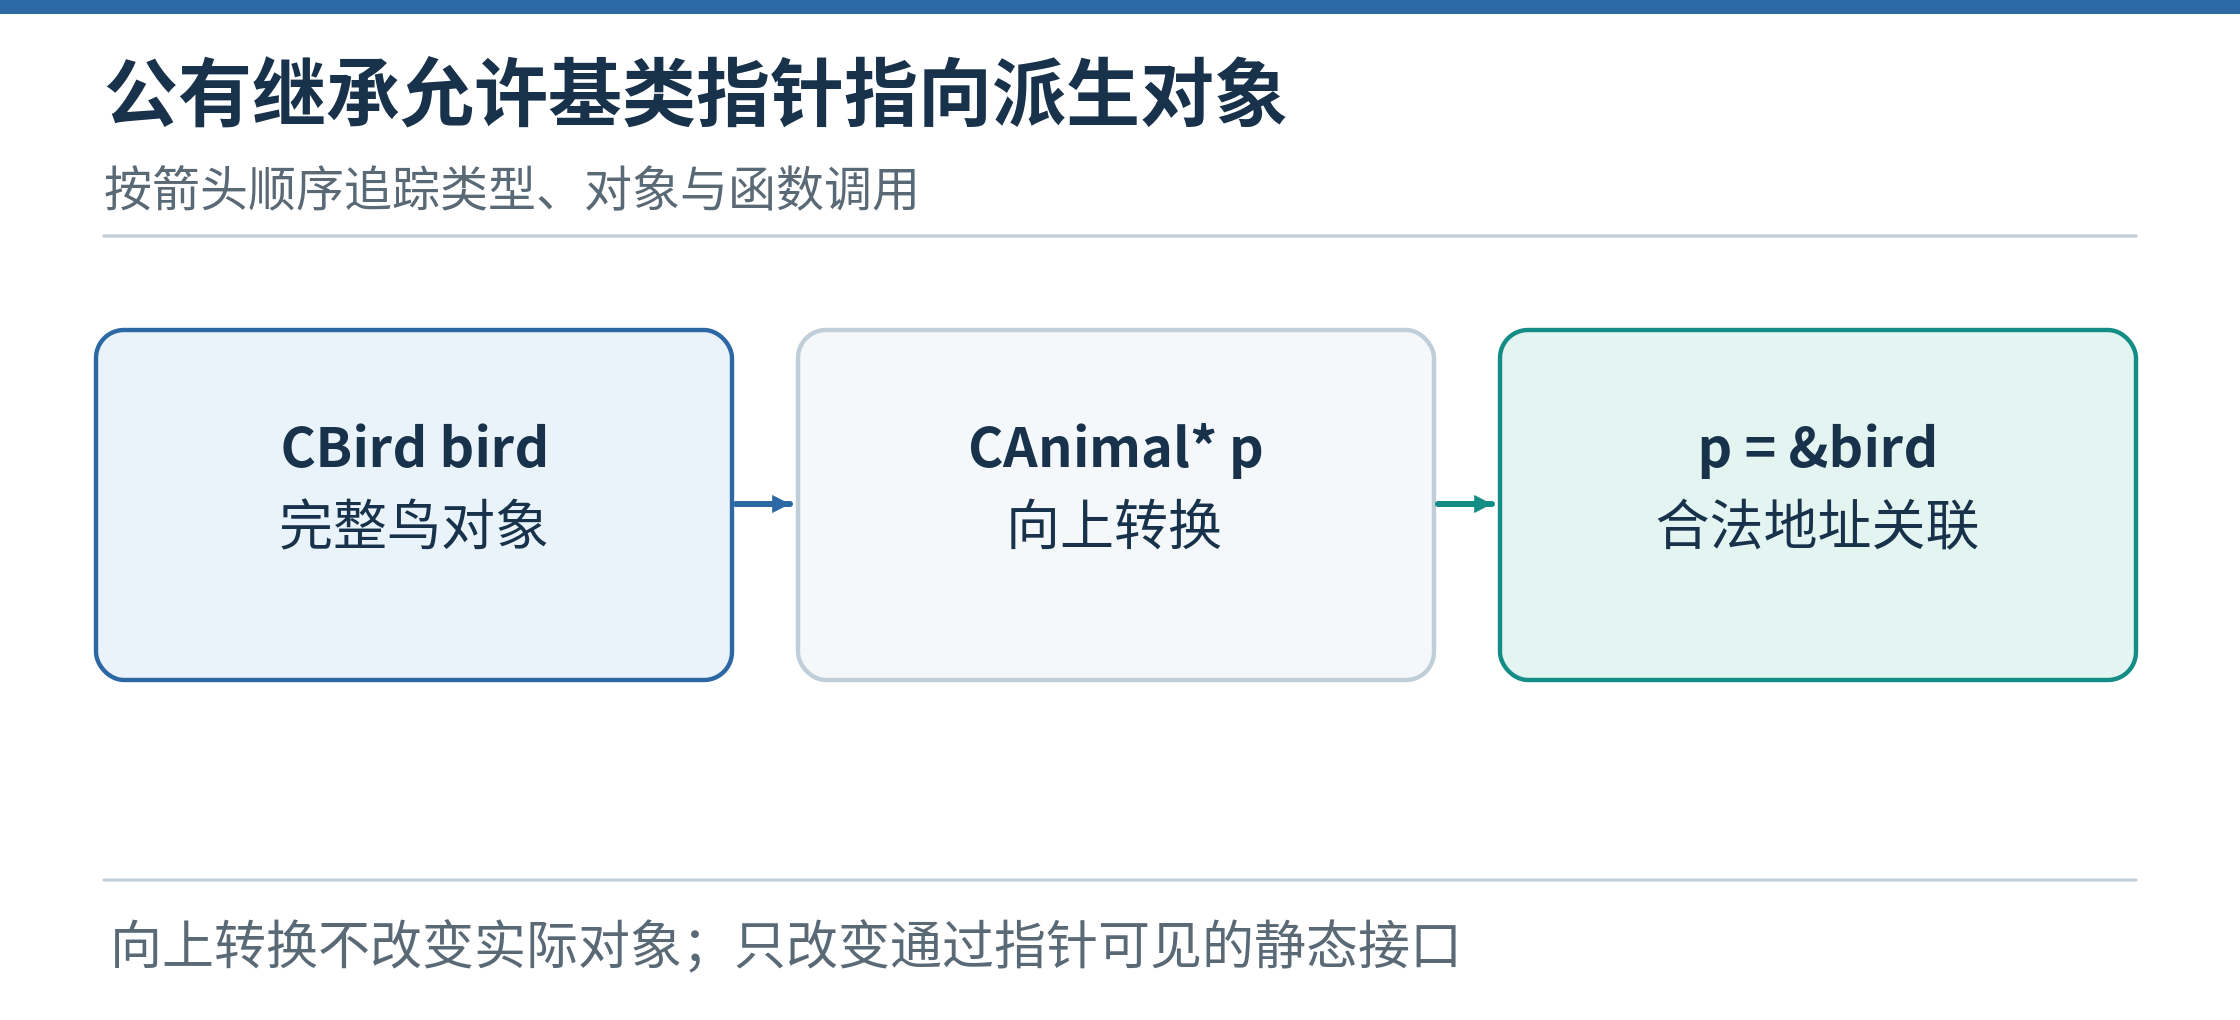 公有继承允许基类指针指向派生对象
按箭头顺序追踪类型、对象与函数调用
CBird bird
完整鸟对象
CAnimal* p
向上转换
p = &bird
合法地址关联
向上转换不改变实际对象；只改变通过指针可见的静态接口